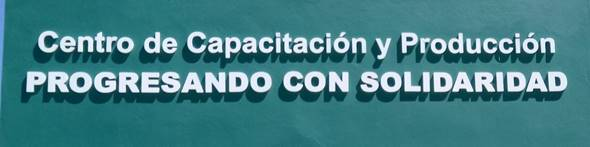 Centro de Capacitación y Producción
PROGRESANDO CON SOLIDARIDAD